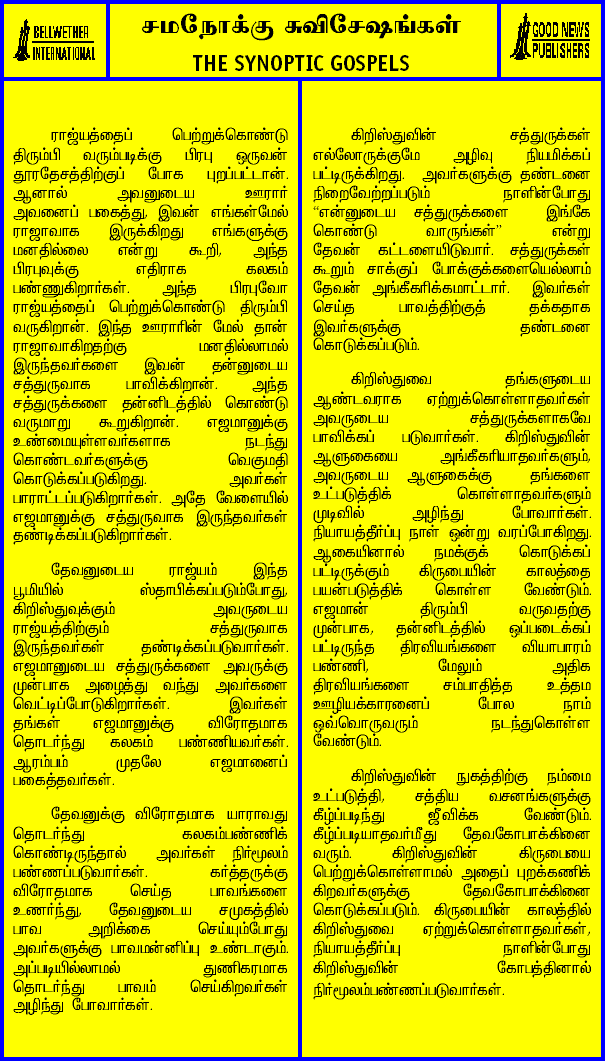 BELLWETHER
INTERNATIONAL
சமநோக்கு சுவிசேஷங்கள்
THE SYNOPTIC GOSPELS
GOOD NEWS
PUBLISHERS
ராஜ்யத்தைப் பெற்றுக்கொண்டு
திரும்பி வரும்படிக்கு பிரபு ஒருவன்
தூரதேசத்திற்குப் போக புறப்பட்டான்.
ஆனால் அவனுடைய ஊரார்
அவனைப் பகைத்து, இவன் எங்கள்மேல்
ராஜாவாக இருக்கிறது எங்களுக்கு
மனதில்லை என்று கூறி, அந்த
பிரபுவுக்கு எதிராக கலகம்
பண்ணுகிறார்கள். அந்த பிரபுவோ
ராஜ்யத்தைப் பெற்றுக்கொண்டு திரும்பி
வருகிறான். இந்த ஊராரின் மேல் தான்
ராஜாவாகிறதற்கு மனதில்லாமல்
இருந்தவர்களை இவன் தன்னுடைய
சத்துருவாக பாவிக்கிறான். அந்த
சத்துருக்களை தன்னிடத்தில் கொண்டு
வருமாறு கூறுகிறான். எஜமானுக்கு
உண்மையுள்ளவர்களாக நடந்து
கொண்டவர்களுக்கு வெகுமதி
கொடுக்கப்படுகிறது. அவர்கள்
பாராட்டப்படுகிறார்கள். அதே வேளையில்
எஜமானுக்கு சத்துருவாக இருந்தவர்கள்
தண்டிக்கப்படுகிறார்கள்.
தேவனுடைய ராஜ்யம் இந்த
பூமியில் ஸ்தாபிக்கப்படும்போது,
கிறிஸ்துவுக்கும் அவருடைய
ராஜ்யத்திற்கும் சத்துருவாக
இருந்தவர்கள் தண்டிக்கப்படுவார்கள்.
எஜமானுடைய சத்துருக்களை அவருக்கு
முன்பாக அழைத்து வந்து அவர்களை
வெட்டிப்போடுகிறார்கள். இவர்கள்
தங்கள் எஜமானுக்கு விரோதமாக
தொடர்ந்து கலகம் பண்ணியவர்கள்.
ஆரம்பம் முதலே எஜமானைப்
பகைத்தவர்கள்.
தேவனுக்கு விரோதமாக யாராவது
தொடர்ந்து கலகம்பண்ணிக்
கொண்டிருந்தால் அவர்கள் நிர்மூலம்
பண்ணப்படுவார்கள். கர்த்தருக்கு
விரோதமாக செய்த பாவங்களை
உணர்ந்து, தேவனுடைய சமுகத்தில்
பாவ அறிக்கை செய்யும்போது
அவர்களுக்கு பாவமன்னிப்பு உண்டாகும்.
அப்படியில்லாமல் துணிகரமாக
தொடர்ந்து பாவம் செய்கிறவர்கள்
அழிந்து போவார்கள்.
கிறிஸ்துவின் சத்துருக்கள்
எல்லோருக்குமே அழிவு நியமிக்கப்
பட்டிருக்கிறது. அவர்களுக்கு தண்டனை
நிறைவேற்றப்படும் நாளின்போது
“என்னுடைய சத்துருக்களை இங்கே
கொண்டு வாருங்கள்” என்று
தேவன் கட்டளையிடுவார். சத்துருக்கள்
கூறும் சாக்குப் போக்குக்களையெல்லாம்
தேவன் அங்கீகரிக்கமாட்டார். இவர்கள்
செய்த பாவத்திற்குத் தக்கதாக
இவர்களுக்கு தண்டனை
கொடுக்கப்படும்.
கிறிஸ்துவை தங்களுடைய
ஆண்டவராக ஏற்றுக்கொள்ளாதவர்கள்
அவருடைய சத்துருக்களாகவே
பாவிக்கப் படுவார்கள். கிறிஸ்துவின்
ஆளுகையை அங்கீகரியாதவர்களும்,
அவருடைய ஆளுகைக்கு தங்களை
உட்படுத்திக் கொள்ளாதவர்களும்
முடிவில் அழிந்து போவார்கள்.
நியாயத்தீர்ப்பு நாள் ஒன்று வரப்போகிறது.
ஆகையினால் நமக்குக் கொடுக்கப்
பட்டிருக்கும் கிருபையின் காலத்தை
பயன்படுத்திக் கொள்ள வேண்டும்.
எஜமான் திரும்பி வருவதற்கு
முன்பாக, தன்னிடத்தில் ஒப்படைக்கப்
பட்டிருந்த திரவியங்களை வியாபாரம்
பண்ணி, மேலும் அதிக
திரவியங்களை சம்பாதித்த உத்தம
ஊழியக்காரனைப் போல நாம்
ஒவ்வொருவரும் நடந்துகொள்ள
வேண்டும்.
கிறிஸ்துவின் நுகத்திற்கு நம்மை
உட்படுத்தி, சத்திய வசனங்களுக்கு
கீழ்ப்படிந்து ஜீவிக்க வேண்டும்.
கீழ்ப்படியாதவர்மீது தேவகோபாக்கினை
வரும். கிறிஸ்துவின் கிருபையை
பெற்றுக்கொள்ளாமல் அதைப் புறக்கணிக்
கிறவர்களுக்கு தேவகோபாக்கினை
கொடுக்கப்படும். கிருபையின் காலத்தில்
கிறிஸ்துவை ஏற்றுக்கொள்ளாதவர்கள்,
நியாயத்தீர்ப்பு நாளின்போது
கிறிஸ்துவின் கோபத்தினால்
நிர்மூலம்பண்ணப்படுவார்கள்.